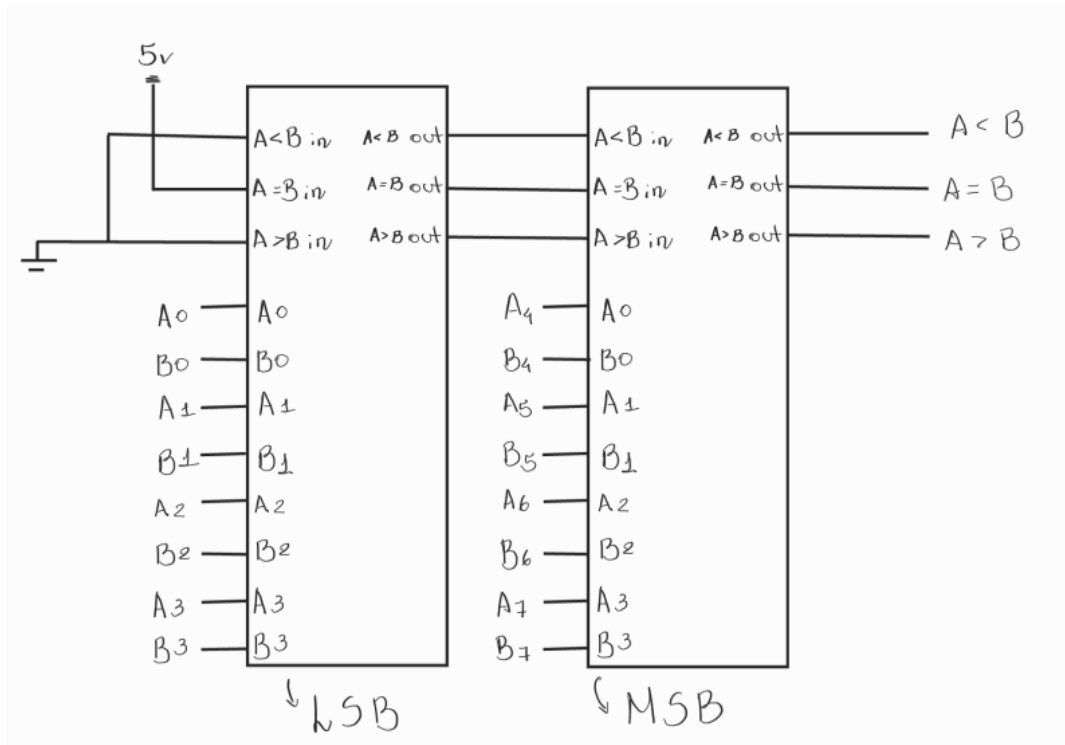 5v
A<B in A<B out A<B in A<B out A < B
A=B in A=B out A=B in A=B out A = B
A>B in A>B out A>B in A>B out A > B
A0 A0 A4 A0
B0 B0 B4 B0
A1 A1 A5 A1
B1 B1 B5 B1
A2 A2 A6 A2
B2 B2 B6 B2
A3 A3 A7 A3
B3 B3 B7 B3
LSB MSB